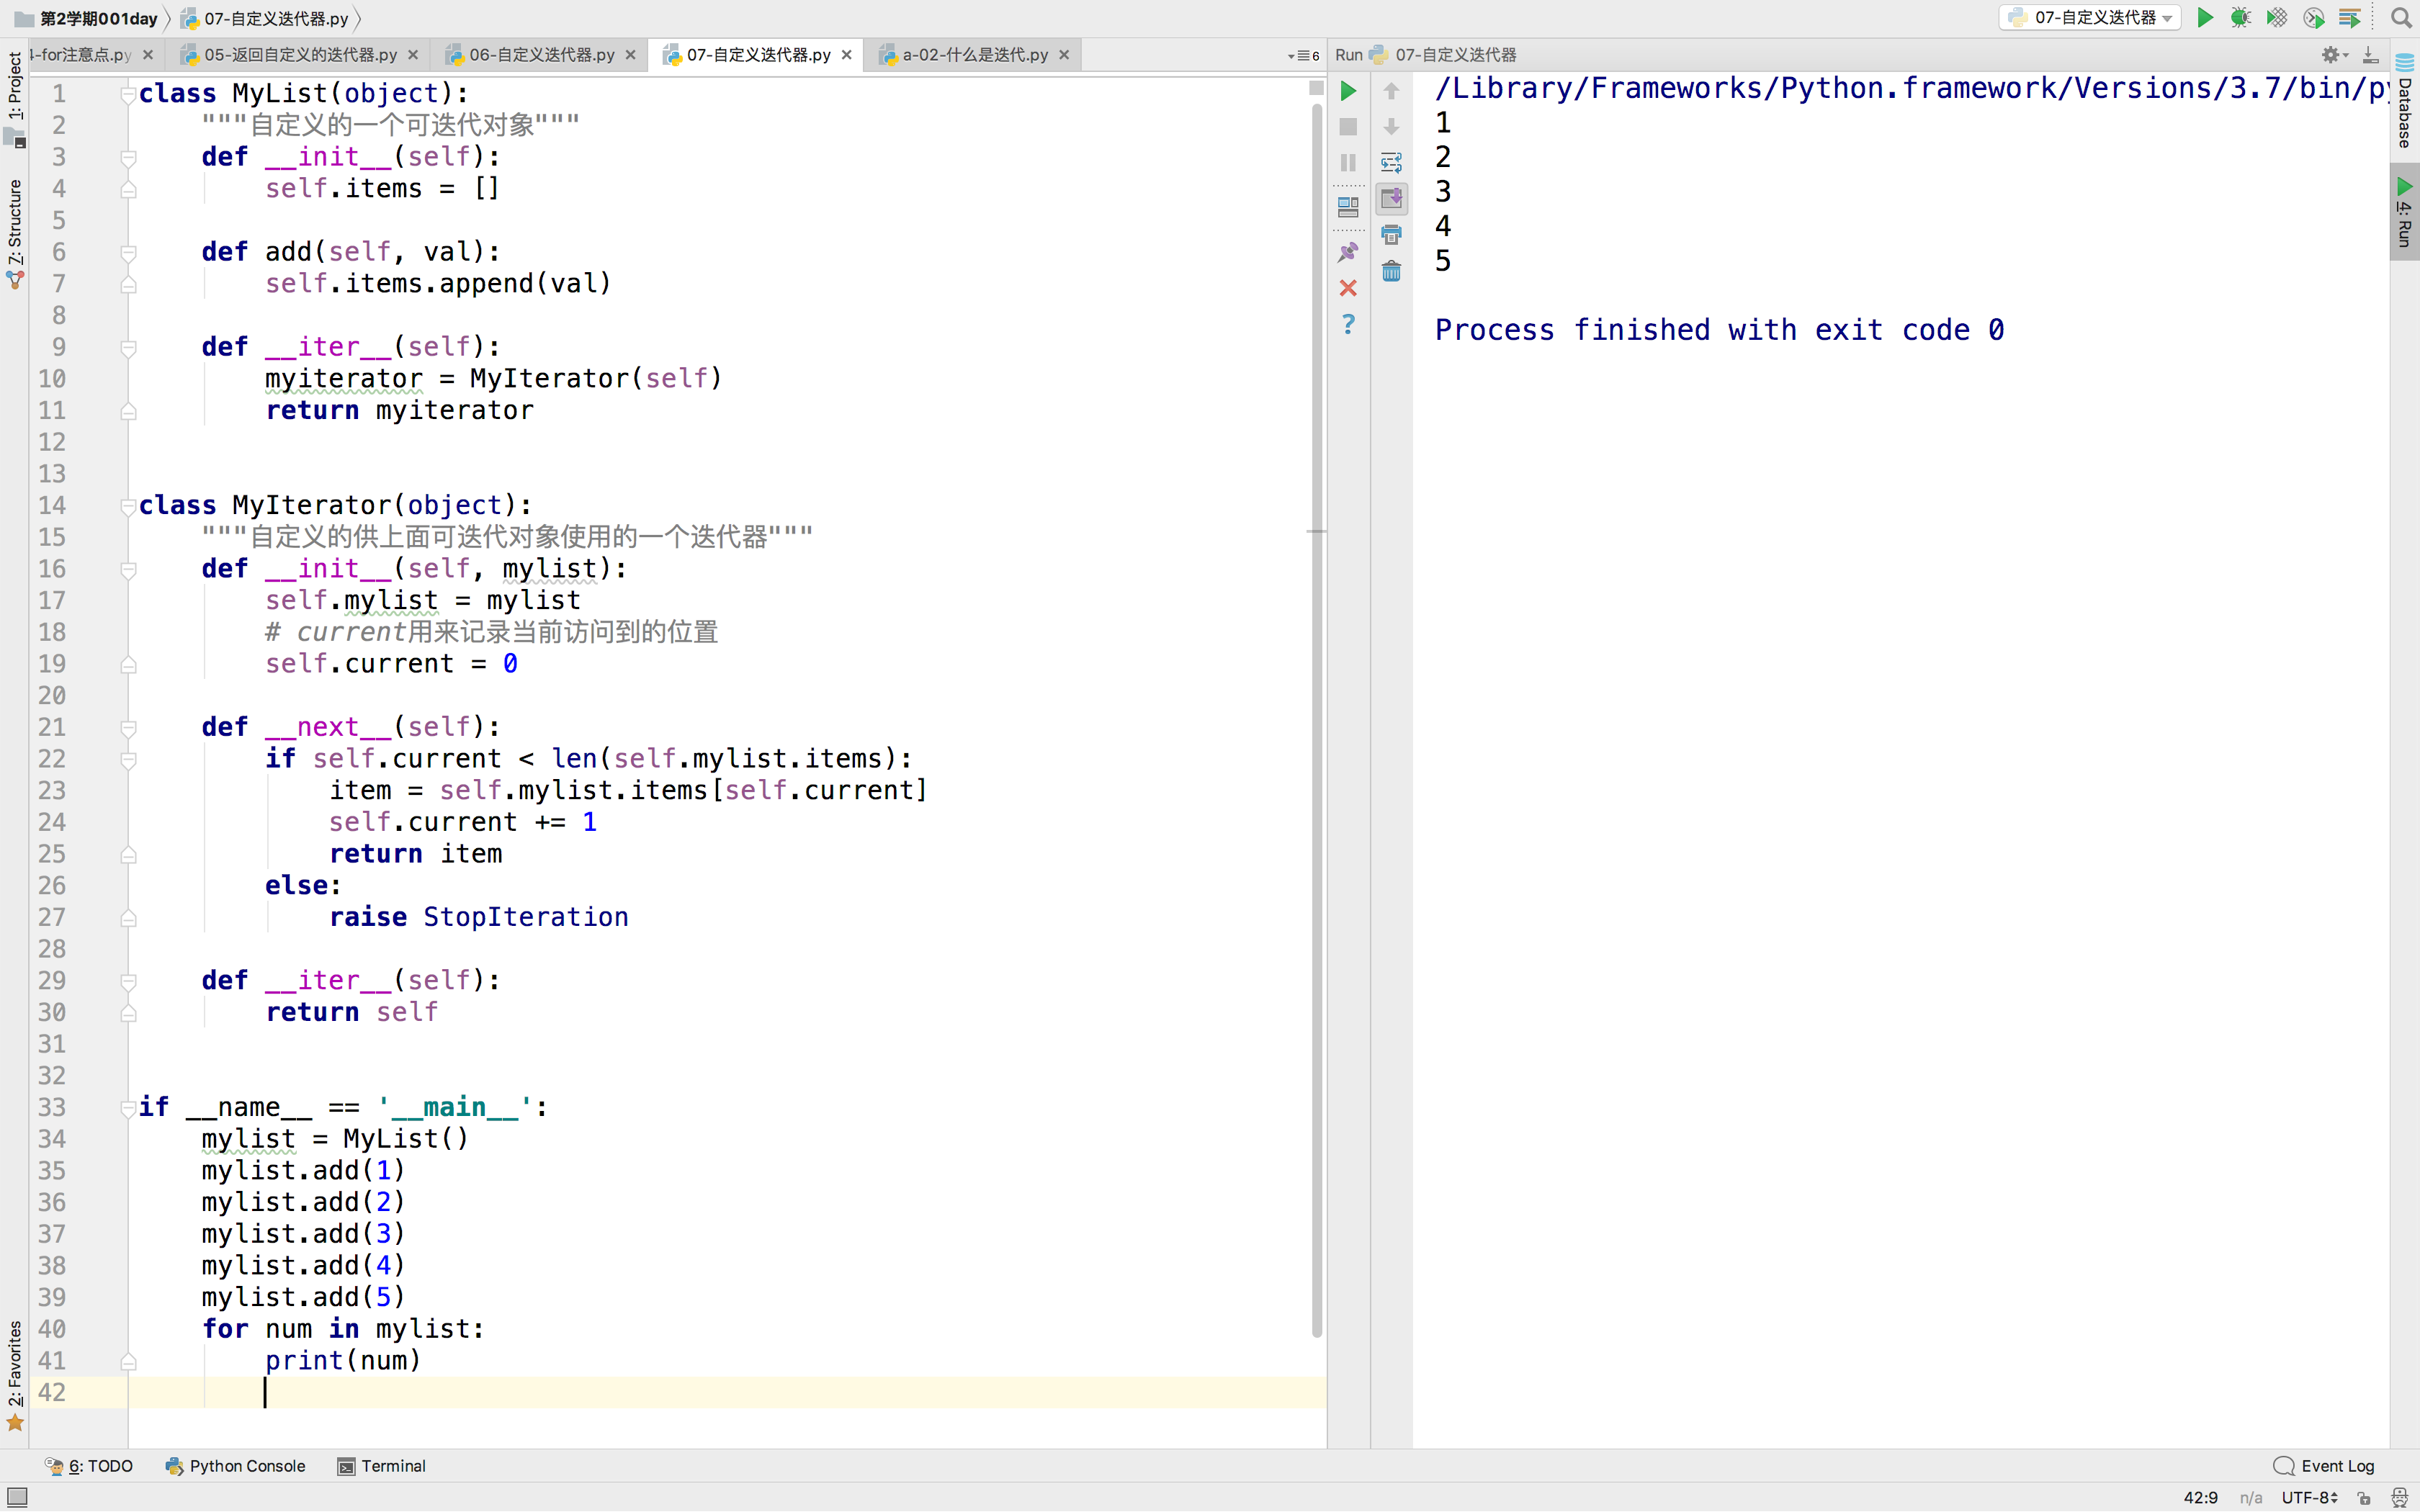 第2学期001day
07-自定义迭代器.py
07-自定义迭代器
4-for注意点.py
05-返回自定义的迭代器.py
06-自定义迭代器.py
07-自定义迭代器.py
a-02-什么是迭代.py
6
Run 07-自定义迭代器
1: Project
7: Structure
2: Favorites
1 class MyList(object):
2 """自定义的一个可迭代对象"""
3 def __init__(self):
4 self.items = []
5
6 def add(self, val):
7 self.items.append(val)
8
9 def __iter__(self):
10 myiterator = MyIterator(self)
11 return myiterator
12
13
14 class MyIterator(object):
15 """自定义的供上面可迭代对象使用的一个迭代器"""
16 def __init__(self, mylist):
17 self.mylist = mylist
18 # current用来记录当前访问到的位置
19 self.current = 0
20
21 def __next__(self):
22 if self.current < len(self.mylist.items):
23 item = self.mylist.items[self.current]
24 self.current += 1
25 return item
26 else:
27 raise StopIteration
28
29 def __iter__(self):
30 return self
31
32
33 if __name__ == '__main__':
34 mylist = MyList()
35 mylist.add(1)
36 mylist.add(2)
37 mylist.add(3)
38 mylist.add(4)
39 mylist.add(5)
40 for num in mylist:
41 print(num)
42
/Library/Frameworks/Python.framework/Versions/3.7/bin/py
1
2
3
4
5
Process finished with exit code 0
Database
4: Run
6: TODO
Python Console
Terminal
Event Log
42:9
n/a
UTF-8